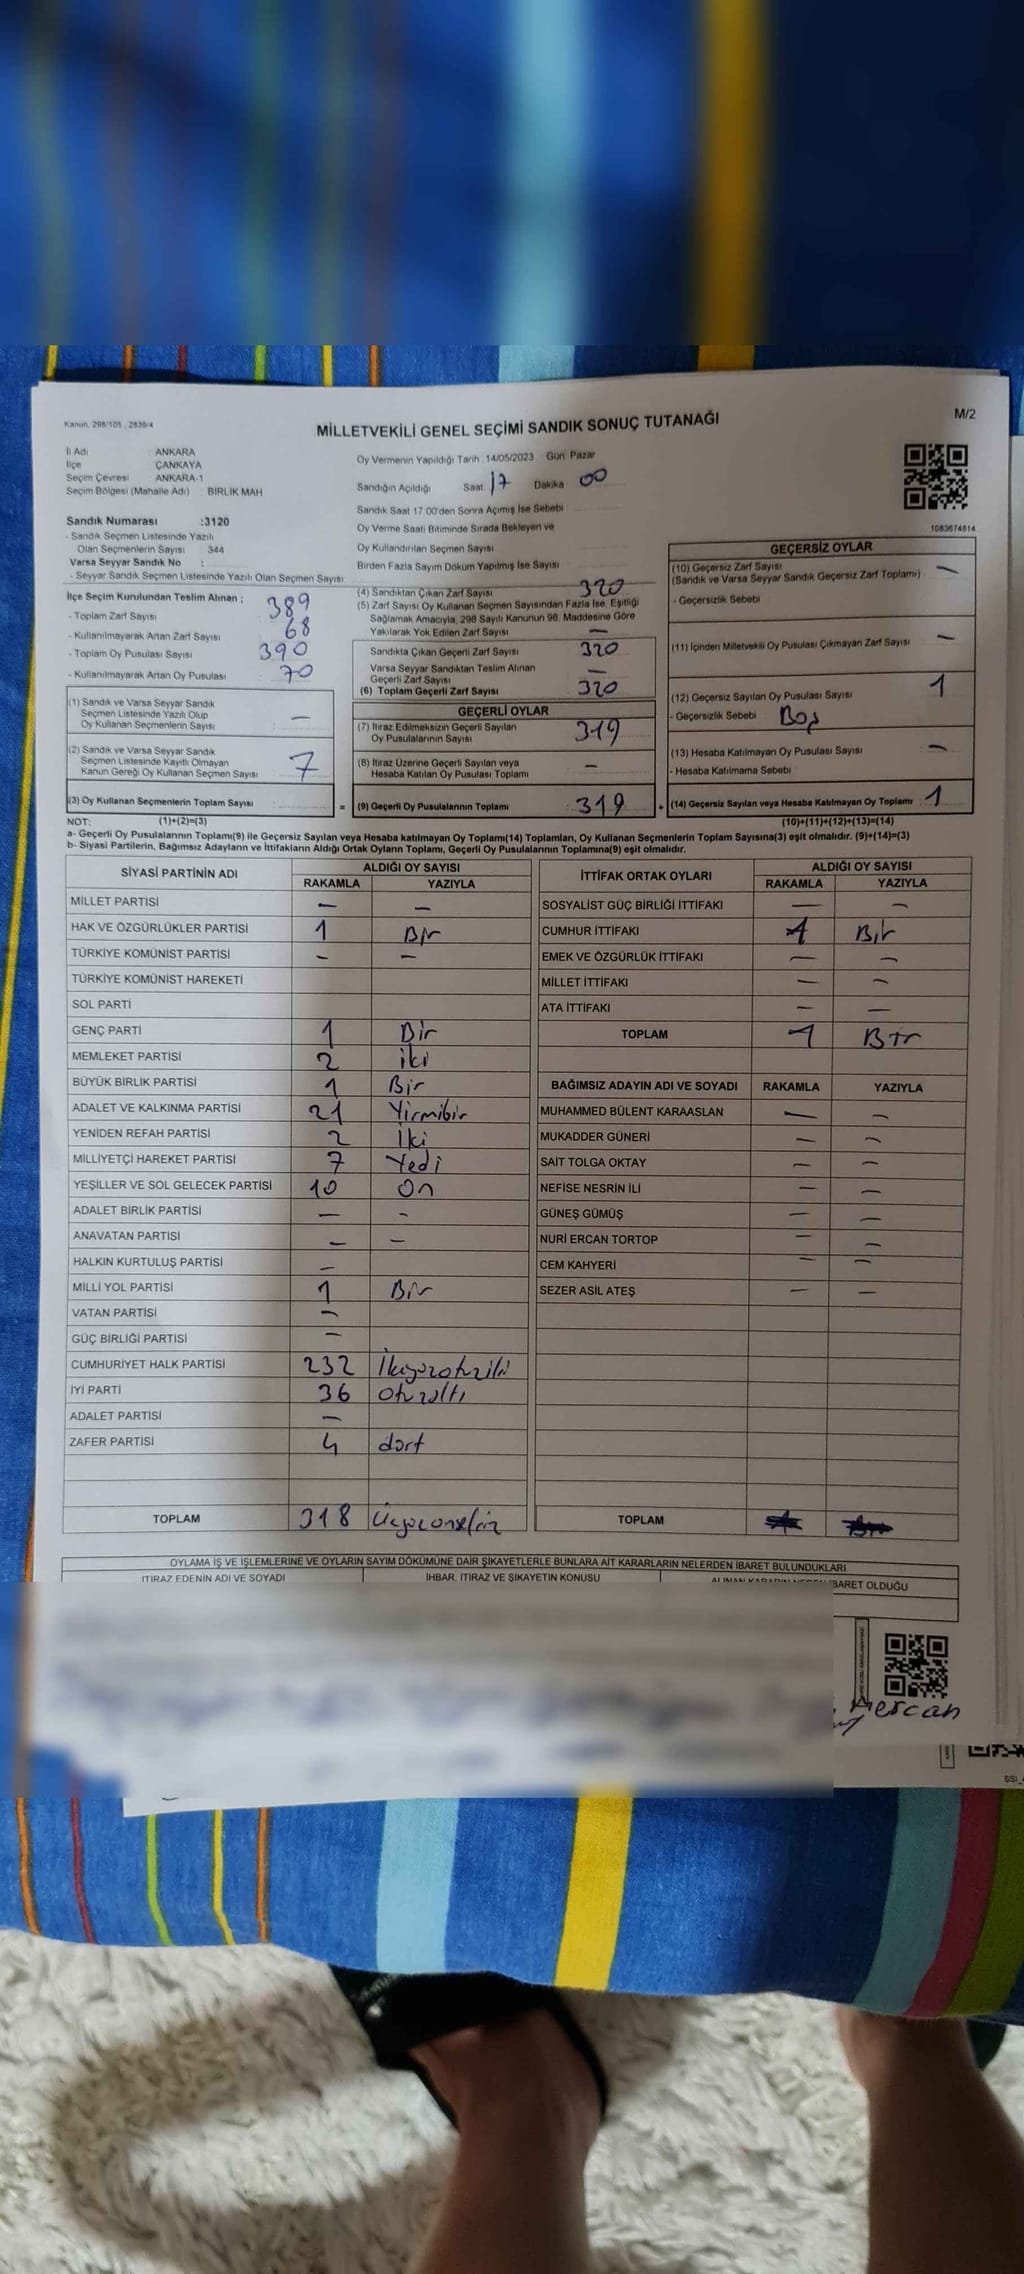 Kanun. 298/105 , 2839/4
MİLLETVEKİLİ GENEL SEÇİMİ SANDIK SONUÇ TUTANAĞI
M/2
İl Adı : ANKARA
İlçe : ÇANKAYA
Seçim Çevresi : ANKARA-1
Seçim Bölgesi (Mahalle Adı) : BİRLİK MAH
Sandık Numarası :3120
- Sandık Seçmen Listesinde Yazılı
Olan Seçmenlerin Sayısı : 344
Varsa Seyyar Sandık No :
- Seyyar Sandık Seçmen Listesinde Yazılı Olan Seçmen Sayısı
Oy Vermenin Yapıldığı Tarih :14/05/2023 Gün: Pazar
Sandığın Açıldığı Saat 17 Dakika 00
Sandık Saat 17.00'den Sonra Açımış İse Sebebi
Oy Verme Saati Bitiminde Sırada Bekleyen ve
Oy Kullandırılan Seçmen Sayısı
Birden Fazla Sayım Döküm Yapılmış İse Sayısı
1083674814
İlçe Seçim Kurulundan Teslim Alınan ;
- Toplam Zarf Sayısı 389
- Kullanılmayarak Artan Zarf Sayısı 68
- Toplam Oy Pusulası Sayısı 390
- Kullanılmayarak Artan Oy Pusulası 70
(1) Sandık ve Varsa Seyyar Sandık
Seçmen Listesinde Yazılı Olup
Oy Kullanan Seçmenlerin Sayısı —
(2) Sandık ve Varsa Seyyar Sandık
Seçmen Listesinde Kayıtlı Olmayan
Kanun Gereği Oy Kullanan Seçmen Sayısı 7
(3) Oy Kullanan Seçmenlerin Toplam Sayısı
(4) Sandıktan Çıkan Zarf Sayısı 320
(5) Zarf Sayısı Oy Kullanan Seçmen Sayısından Fazla İse, Eşitliği
Sağlamak Amacıyla, 298 Sayılı Kanunun 98. Maddesine Göre
Yakılarak Yok Edilen Zarf Sayısı —
Sandıkta Çıkan Geçerli Zarf Sayısı 320
Varsa Seyyar Sandıktan Teslim Alınan
Geçerli Zarf Sayısı —
(6) Toplam Geçerli Zarf Sayısı 320
GEÇERLİ OYLAR
(7) İtiraz Edilmeksizin Geçerli Sayılan
Oy Pusulalarının Sayısı 319
(8) İtiraz Üzerine Geçerli Sayılan veya
Hesaba Katılan Oy Pusulası Toplamı —
= (9) Geçerli Oy Pusulalarının Toplamı 319
GEÇERSİZ OYLAR
(10) Geçersiz Zarf Sayısı —
(Sandık ve Varsa Seyyar Sandık Geçersiz Zarf Toplamı)
- Geçersizlik Sebebi
(11) İçinden Milletvekili Oy Pusulası Çıkmayan Zarf Sayısı —
(12) Geçersiz Sayılan Oy Pusulası Sayısı 1
- Geçersizlik Sebebi : Boş
(13) Hesaba Katılmayan Oy Pusulası Sayısı —
- Hesaba Katılmama Sebebi
+ (14) Geçersiz Sayılan veya Hesaba Katılmayan Oy Toplamı 1
NOT: (1)+(2)=(3) (10)+(11)+(12)+(13)=(14)
a- Geçerli Oy Pusulalarının Toplamı(9) ile Geçersiz Sayılan veya Hesaba katılmayan Oy Toplamı(14) Toplamları, Oy Kullanan Seçmenlerin Toplam Sayısına(3) eşit olmalıdır. (9)+(14)=(3)
b- Siyasi Partilerin, Bağımsız Adayların ve İttifakların Aldığı Ortak Oyların Toplamı, Geçerli Oy Pusulalarının Toplamına(9) eşit olmalıdır.
SİYASİ PARTİNİN ADI ALDIĞI OY SAYISI
RAKAMLA YAZIYLA
MİLLET PARTİSİ — —
HAK VE ÖZGÜRLÜKLER PARTİSİ 1 Bir
TÜRKİYE KOMÜNİST PARTİSİ — —
TÜRKİYE KOMÜNİST HAREKETİ
SOL PARTİ
GENÇ PARTİ 1 Bir
MEMLEKET PARTİSİ 2 iki
BÜYÜK BİRLİK PARTİSİ 1 Bir
ADALET VE KALKINMA PARTİSİ 21 Yirmibir
YENİDEN REFAH PARTİSİ 2 İki
MİLLİYETÇİ HAREKET PARTİSİ 7 Yedi
YEŞİLLER VE SOL GELECEK PARTİSİ 10 On
ADALET BİRLİK PARTİSİ — -
ANAVATAN PARTİSİ — —
HALKIN KURTULUŞ PARTİSİ —
MİLLİ YOL PARTİSİ 1 Bir
VATAN PARTİSİ —
GÜÇ BİRLİĞİ PARTİSİ —
CUMHURİYET HALK PARTİSİ 232 İkiyüzotuziki
İYİ PARTİ 36 otuzaltı
ADALET PARTİSİ —
ZAFER PARTİSİ 4 dört
TOPLAM 318 Üçyüzonsekiz
İTTİFAK ORTAK OYLARI ALDIĞI OY SAYISI
RAKAMLA YAZIYLA
SOSYALİST GÜÇ BİRLİĞİ İTTİFAKI — —
CUMHUR İTTİFAKI 1 Bir
EMEK VE ÖZGÜRLÜK İTTİFAKI — —
MİLLET İTTİFAKI — —
ATA İTTİFAKI — —
TOPLAM 1 Bir
BAĞIMSIZ ADAYIN ADI VE SOYADI RAKAMLA YAZIYLA
MUHAMMED BÜLENT KARAASLAN — —
MUKADDER GÜNERİ — —
SAİT TOLGA OKTAY — —
NEFİSE NESRİN İLİ — —
GÜNEŞ GÜMÜŞ — —
NURİ ERCAN TORTOP — —
CEM KAHYERİ — —
SEZER ASİL ATEŞ — —
TOPLAM
OYLAMA İŞ VE İŞLEMLERİNE VE OYLARIN SAYIM DÖKÜMÜNE DAİR ŞİKAYETLERLE BUNLARA AİT KARARLARIN NELERDEN İBARET BULUNDUKLARI
İTİRAZ EDENİN ADI VE SOYADI İHBAR, İTİRAZ VE ŞİKAYETİN KONUSU ALINAN KARARIN NEDEN İBARET OLDUĞU
Mercan